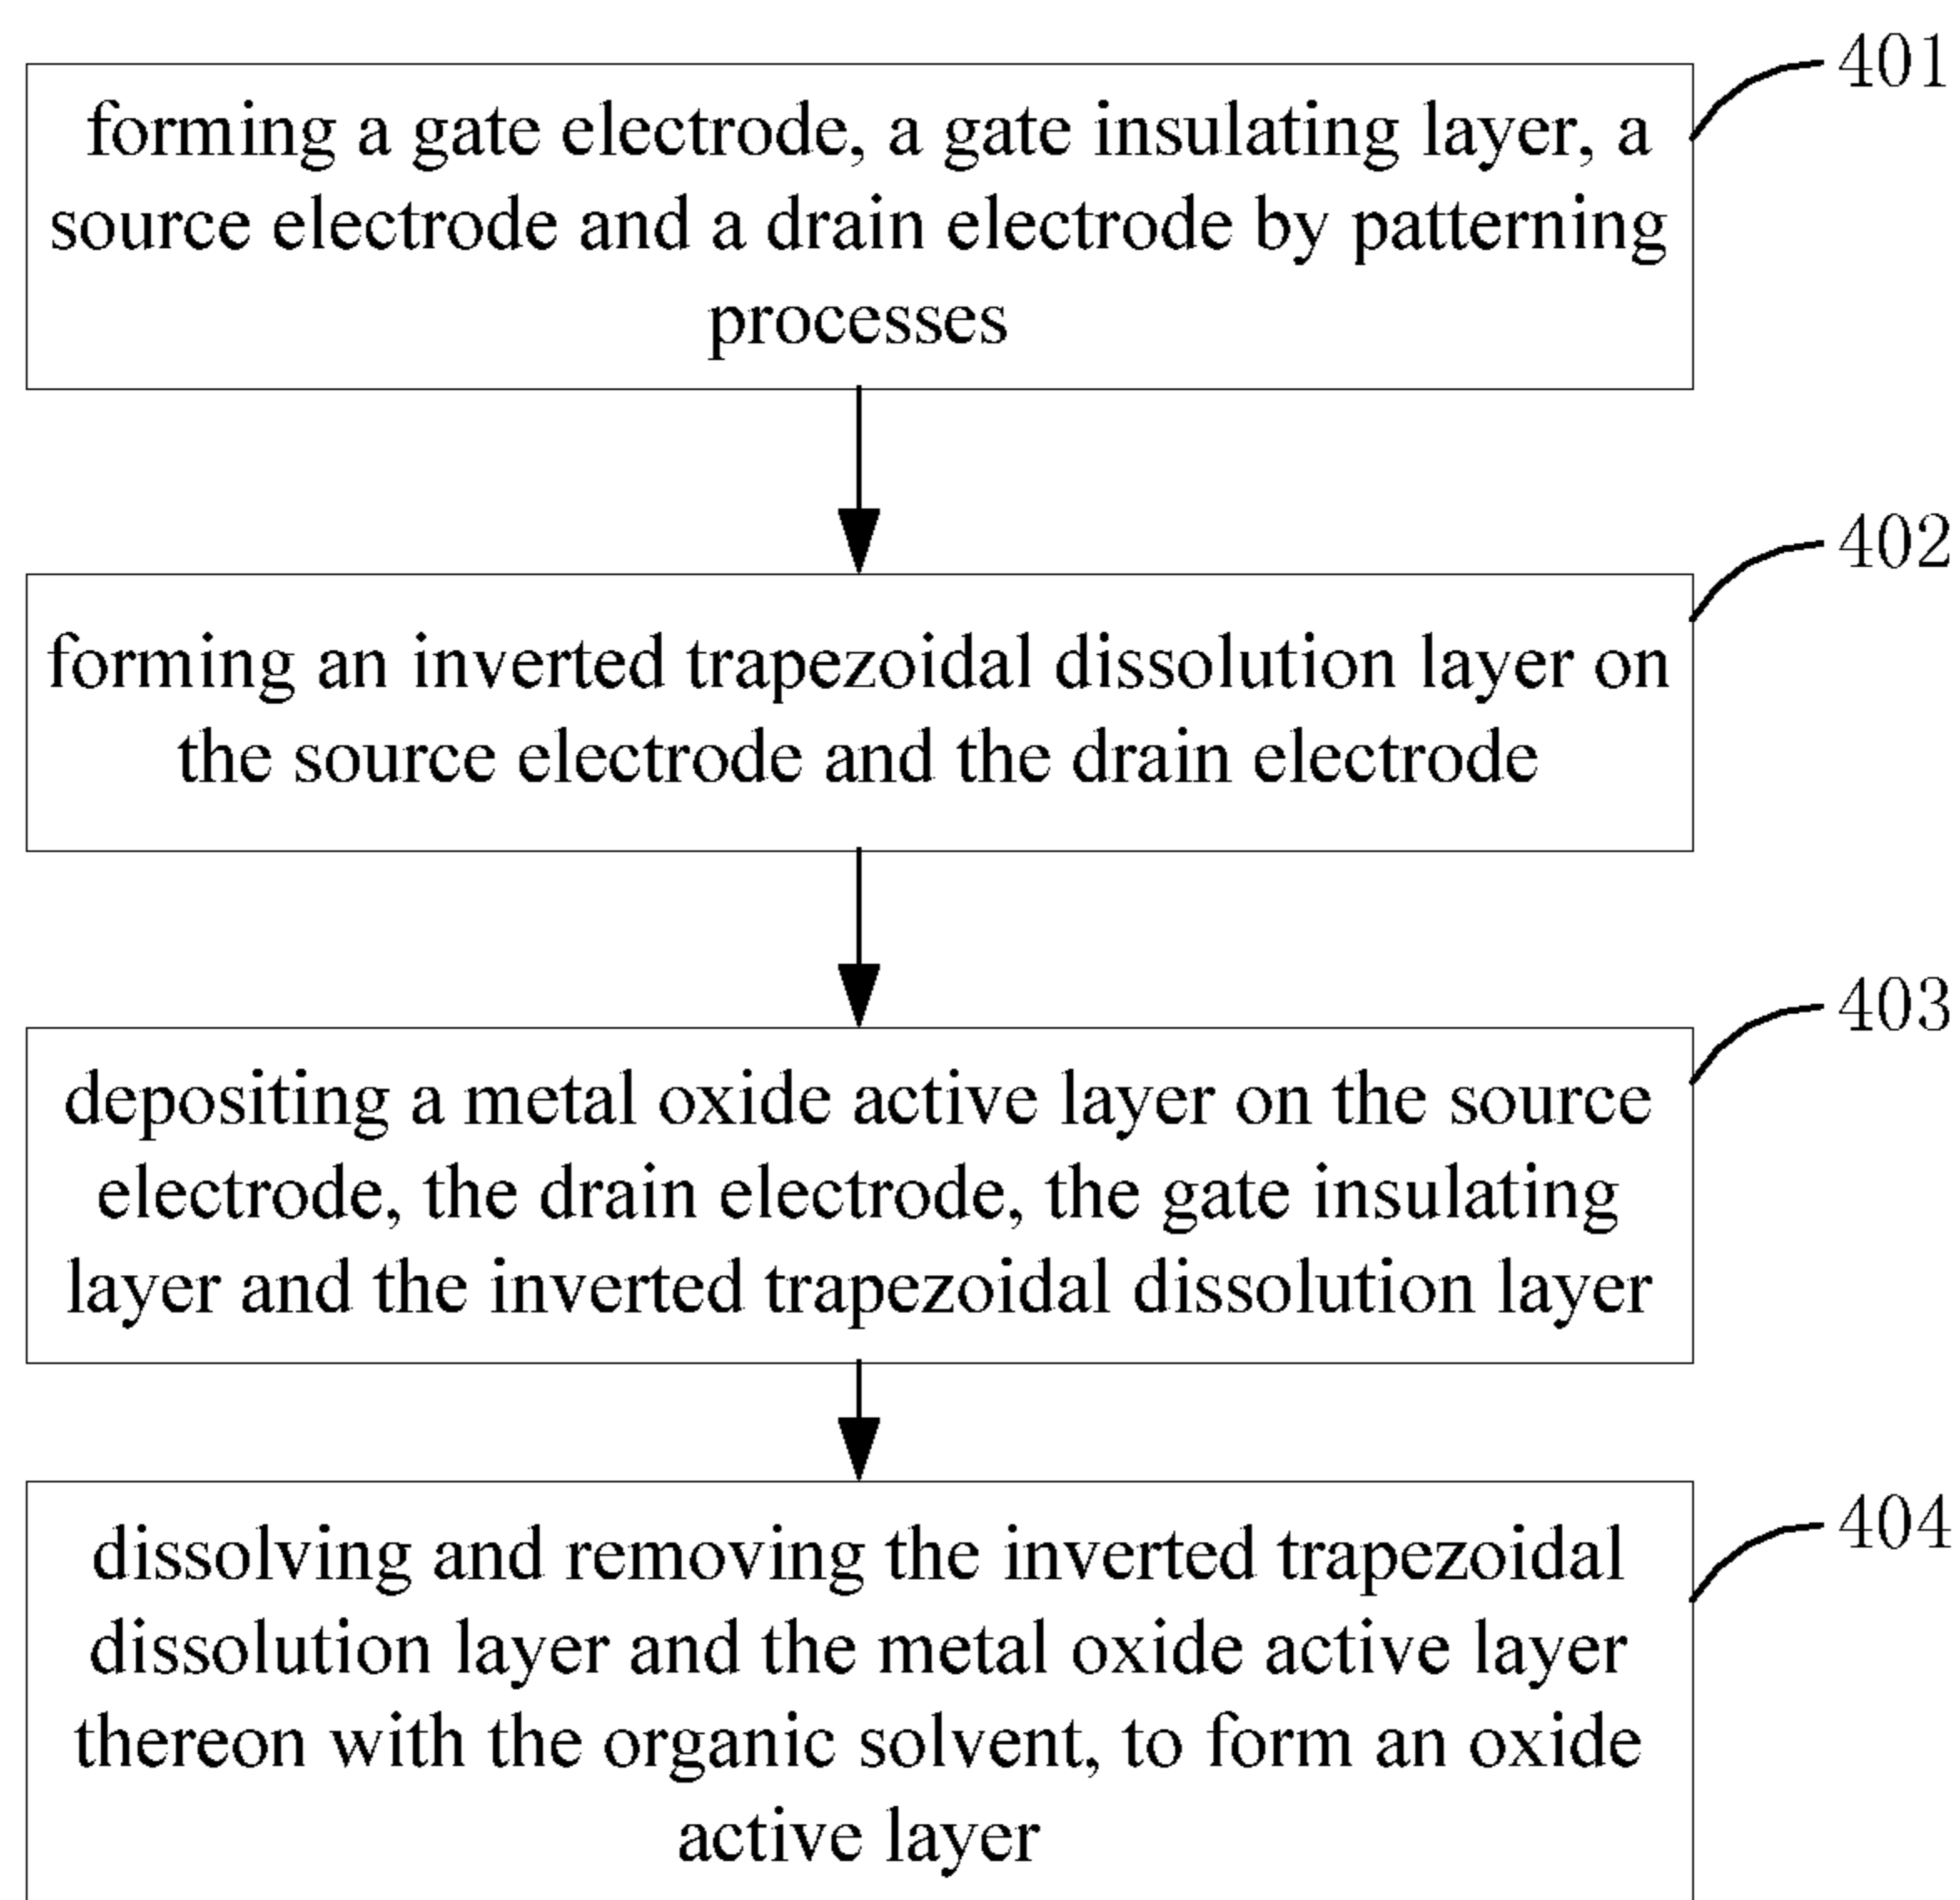 401
forming a gate electrode, a gate insulating layer, a
source electrode and a drain electrode by patterning
processes
402
forming an inverted trapezoidal dissolution layer on
the source electrode and the drain electrode
403
depositing a metal oxide active layer on the source
electrode, the drain electrode, the gate insulating
layer and the inverted trapezoidal dissolution layer
404
dissolving and removing the inverted trapezoidal
dissolution layer and the metal oxide active layer
thereon with the organic solvent, to form an oxide
active layer